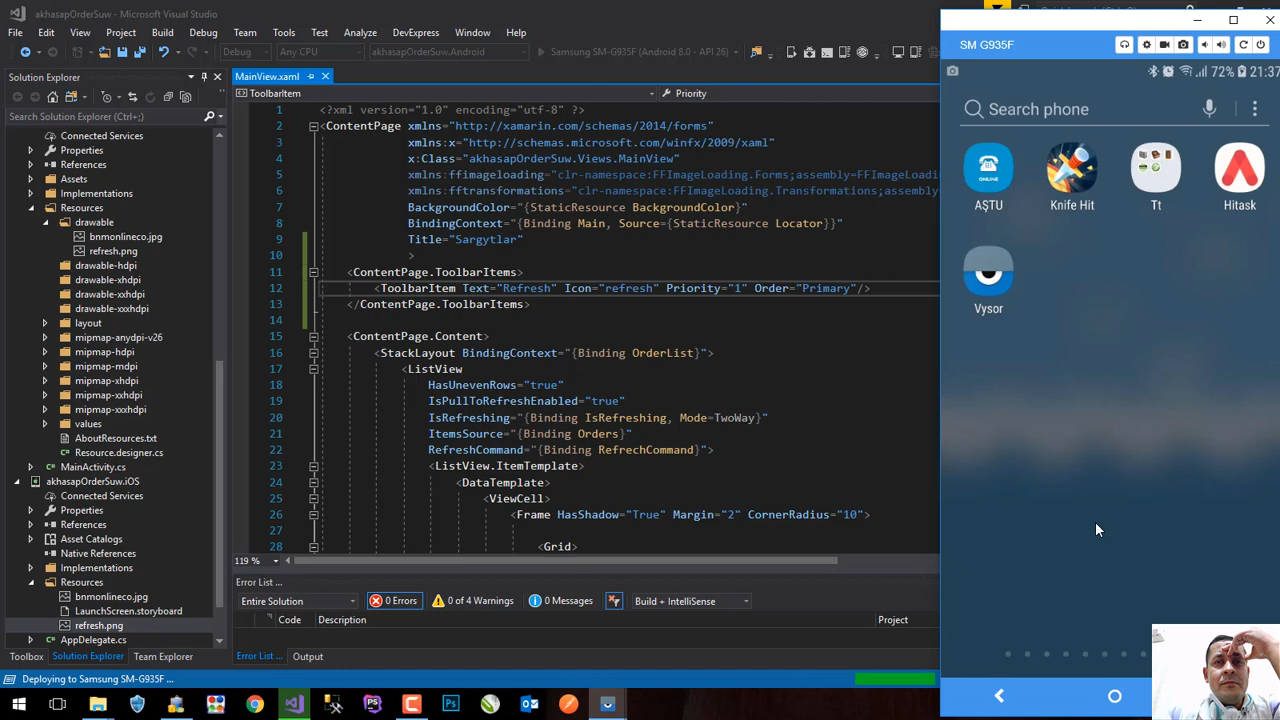 akhasapOrderSuw - Microsoft Visual Studio
File Edit View Project Build Debug Team Tools Test Analyze Developers Work
Debug Any CPU SM-G935F (Android 8.0 - API 26)
Solution Explorer
Search Solution Explorer (Ctrl+;)
Connected Services
Properties
References
Assets
Implementations
Resources
drawable
bnmonlineco.jpg
refresh.png
drawable-hdpi
drawable-xhdpi
drawable-xxhdpi
drawable-xxxhdpi
layout
mipmap-anydpi-v26
mipmap-hdpi
mipmap-mdpi
mipmap-xhdpi
mipmap-xxhdpi
mipmap-xxxhdpi
values
AboutResources.txt
Resource.designer.cs
MainActivity.cs
akhasapOrderSuw.iOS
Connected Services
Properties
References
Asset Catalogs
Native References
Implementations
Resources
bnmonlineco.jpg
LaunchScreen.storyboard
refresh.png
AppDelegate.cs
Toolbox Solution Explorer Team Explorer
MainView.xaml
ToolbarItem Priority
1 <?xml version="1.0" encoding="utf-8" ?>
2 <ContentPage xmlns="http://xamarin.com/schemas/2014/forms"
3 xmlns:x="http://schemas.microsoft.com/winfx/2009/xaml"
4 x:Class="akhasapOrderSuw.Views.MainView"
5 xmlns:ffimageloading="clr-namespace:FFImageLoading.Forms;assembly=FFImageLoad
6 xmlns:fftransformations="clr-namespace:FFImageLoading.Transformations;assembly
7 BackgroundColor="{StaticResource BackgroundColor}"
8 BindingContext="{Binding Main, Source={StaticResource Locator}}"
9 Title="Sargytlar"
10 >
11 <ContentPage.ToolbarItems>
12 <ToolbarItem Text="Refresh" Icon="refresh" Priority="1" Order="Primary"/>
13 </ContentPage.ToolbarItems>
14
15 <ContentPage.Content>
16 <StackLayout BindingContext="{Binding OrderList}">
17 <ListView
18 HasUnevenRows="true"
19 IsPullToRefreshEnabled="true"
20 IsRefreshing="{Binding IsRefreshing, Mode=TwoWay}"
21 ItemsSource="{Binding Orders}"
22 RefreshCommand="{Binding RefrechCommand}">
23 <ListView.ItemTemplate>
24 <DataTemplate>
25 <ViewCell>
26 <Frame HasShadow="True" Margin="2" CornerRadius="10">
27
28 <Grid>
119 %
Error List ...
Entire Solution 0 Errors 0 of 4 Warnings 0 Messages Build + IntelliSense
Code Description Project
Error List ... Output
Deploying to Samsung SM-G935F ...
SM G935F
72% 21:37
Search phone
ONLINE
AŞTU Knife Hit Tt Hitask
Vysor